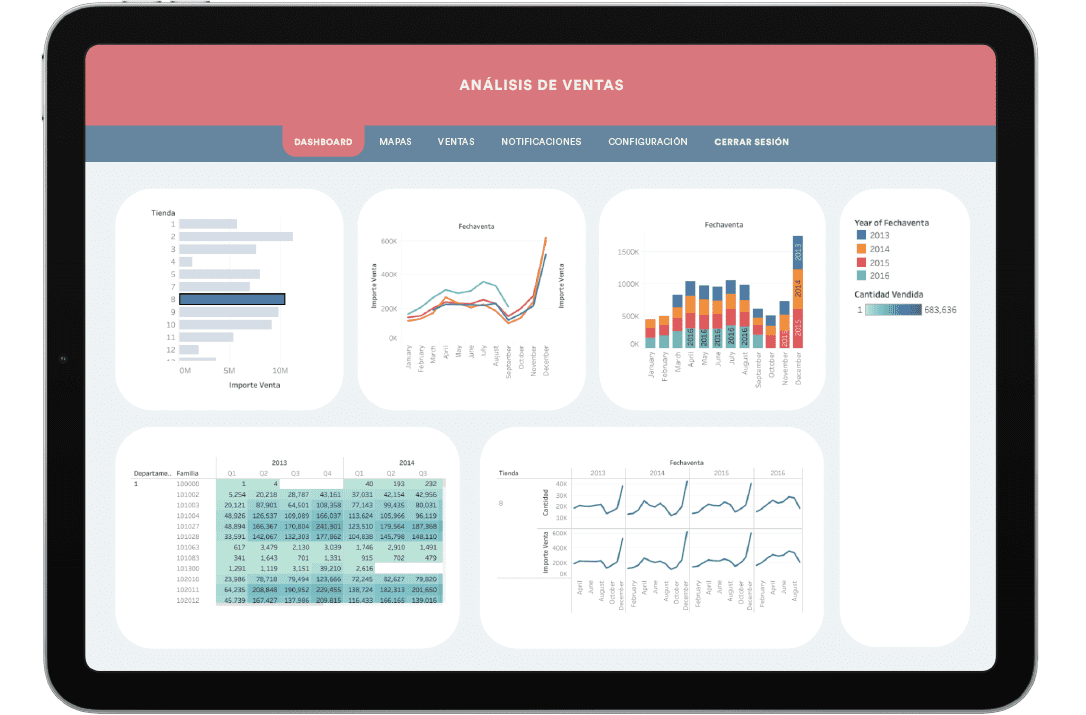 ANÁLISIS DE VENTAS
DASHBOARD MAPAS VENTAS NOTIFICACIONES CONFIGURACIÓN CERRAR SESIÓN
Tienda
1
2
3
4
5
7
8
9
10
11
12
0M 5M 10M
Importe Venta
Fechaventa
600K
400K
200K
0K
Importe Venta
Importe Venta
January February March April May June July August September October November December
Fechaventa
1500K
1000K
500K
0K
2013
2014
2015
2015
2016 2016 2016 2016 2016
January February March April May June July August September October November December
Year of Fechaventa
2013
2014
2015
2016
Cantidad Vendida
1 683,636
2013 2014
Departame.. Familia Q1 Q2 Q3 Q4 Q1 Q2 Q3
1 100000 1 4 40 193 232
101002 5,254 20,218 28,787 43,161 37,031 42,154 42,956
101003 20,121 87,901 64,501 108,358 77,143 99,435 80,031
101004 48,926 126,537 109,089 166,037 113,624 105,966 96,119
101027 48,894 166,367 170,804 241,901 123,510 179,564 187,368
101028 33,591 142,067 132,303 177,862 104,838 145,798 148,110
101063 617 3,479 2,130 3,039 1,746 2,910 1,491
101083 341 1,643 701 1,331 915 702 479
101300 1,291 1,119 3,151 39,210 2,616
102010 23,986 78,718 79,494 123,666 72,245 82,627 79,820
102011 64,235 208,848 190,952 229,455 138,724 182,313 201,650
102012 45,739 167,427 137,986 209,815 116,433 166,165 139,016
Fechaventa
Tienda 2013 2014 2016 2016
8
Cantidad
40K
30K
20K
10K
Importe Venta
600K
400K
200K
0K
April June August October December February April June August October December February April June August October December February April June August